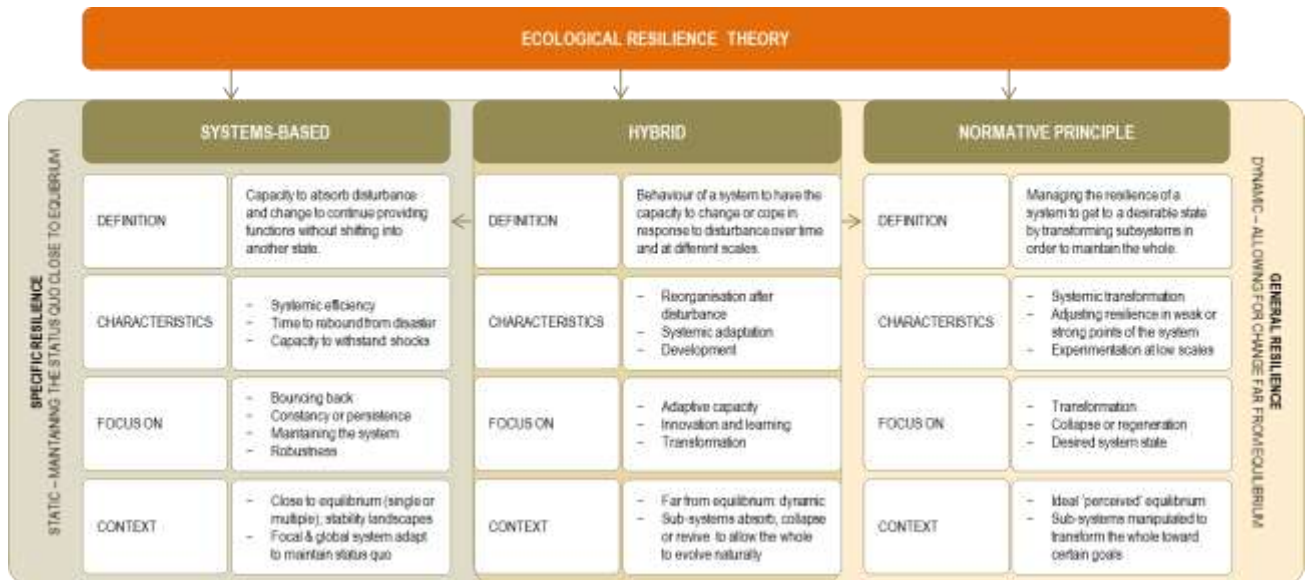 ECOLOGICAL RESILIENCE THEORY
SPECIFIC RESILIENCE
STATIC – MAINTAINING THE STATUS QUO CLOSE TO EQUIBRIUM
SYSTEMS-BASED
DEFINITION
Capacity to absorb disturbance
and change to continue providing
functions without shifting into
another state.
CHARACTERISTICS
– Systemic efficiency
– Time to rebound from disaster
– Capacity to withstand shocks
FOCUS ON
– Bouncing back
– Constancy or persistence
– Maintaining the system
– Robustness
CONTEXT
– Close to equilibrium (single or
multiple), stability landscapes
– Focal & global system adapt
to maintain status quo
HYBRID
DEFINITION
Behaviour of a system to have the
capacity to change or cope in
response to disturbance over time
and at different scales.
CHARACTERISTICS
– Reorganisation after
disturbance
– Systemic adaptation
– Development
FOCUS ON
– Adaptive capacity
– Innovation and learning
– Transformation
CONTEXT
– Far from equilibrium: dynamic
– Sub-systems absorb, collapse
or revive to allow the whole
to evolve naturally
NORMATIVE PRINCIPLE
DEFINITION
Managing the resilience of a
system to get to a desirable state
by transforming subsystems in
order to maintain the whole.
CHARACTERISTICS
– Systemic transformation
– Adjusting resilience in weak or
strong points of the system
– Experimentation at low scales
FOCUS ON
– Transformation
– Collapse or regeneration
– Desired system state
CONTEXT
– Ideal 'perceived' equilibrium
– Sub-systems manipulated to
transform the whole toward
certain goals
GENERAL RESILIENCE
DYNAMIC – ALLOWING FOR CHANGE FAR FROM EQUILIBRIUM